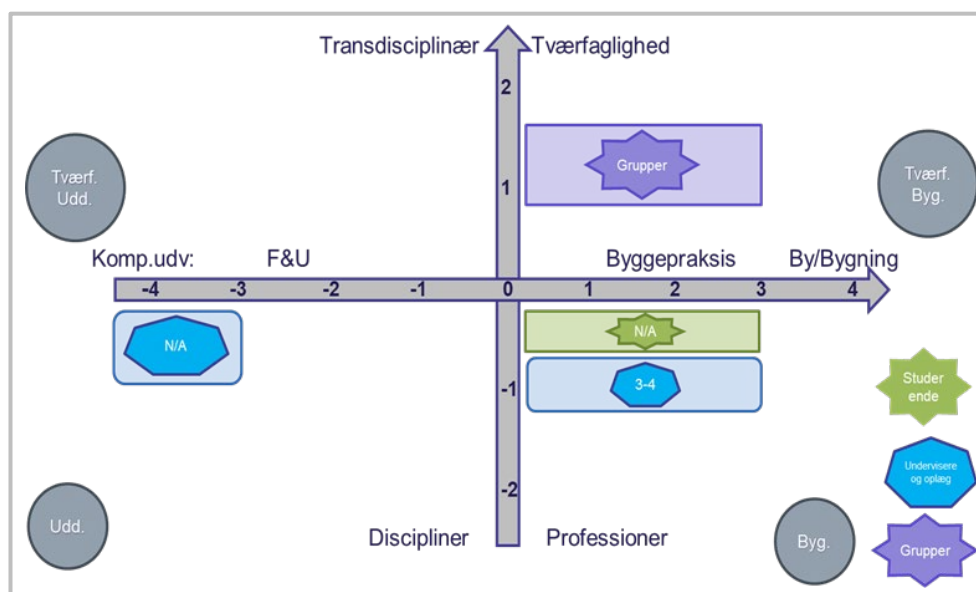 Transdisciplinær Tværfaglighed
2
Tværf.
Udd.
Grupper
1
Tværf.
Byg.
Komp.udv: F&U Byggepraksis By/Bygning
-4 -3 -2 -1 0 1 2 3 4
N/A
N/A
3-4
-1
Studer
ende
Undervisere
og oplæg
-2
Udd.
Discipliner Professioner
Byg.
Grupper